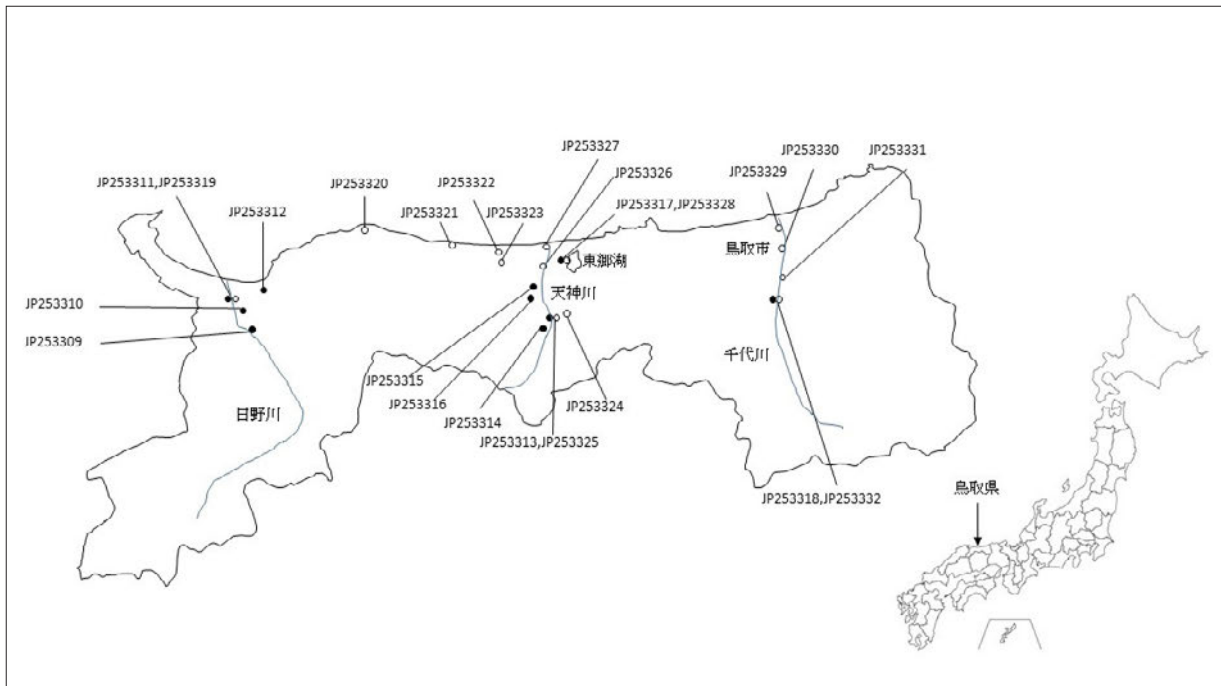 JP253327
JP253330
JP253331
JP253326
JP253329
JP253322
JP253320
JP253311,JP253319
JP253317,JP253328
JP253312
JP253321
JP253323
鳥取市
東郷湖
天神川
JP253310
JP253309
千代川
JP253315
JP253316
JP253324
日野川
JP253314
JP253313,JP253325
鳥取県
JP253318,JP253332